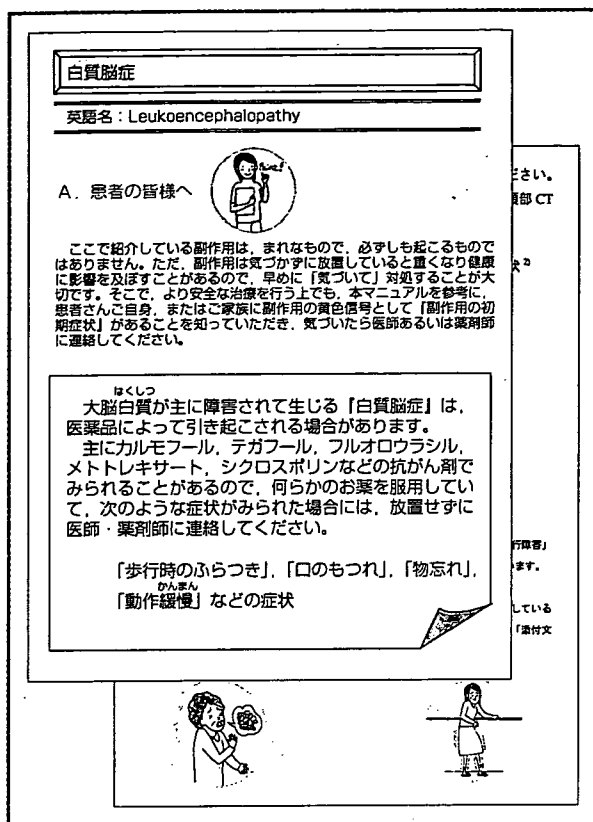 白質脳症
英語名：Leukoencephalopathy
A．患者の皆様へ
ここで紹介している副作用は，まれなもので，必ずしも起こるもので
はありません。ただ，副作用は気づかずに放置していると重くなり健康
に影響を及ぼすことがあるので，早めに「気づいて」対処することが大
切です。そこで，より安全な治療を行う上でも，本マニュアルを参考に，
患者さんご自身，またはご家族に副作用の黄色信号として「副作用の初
期症状」があることを知っていただき，気づいたら医師あるいは薬剤師
に連絡してください。
はくしつ
大脳白質が主に障害されて生じる『白質脳症』は，
医薬品によって引き起こされる場合があります。
主にカルモフール，テガフール，フルオロウラシル，
メトトレキサート，シクロスポリンなどの抗がん剤で
みられることがあるので，何らかのお薬を服用してい
て，次のような症状がみられた場合には，放置せずに
医師・薬剤師に連絡してください。
「歩行時のふらつき」，「口のもつれ」，「物忘れ」，
かんまん
「動作緩慢」などの症状
ださい。
頭部 CT
行障害」
ます。
している
「添付文